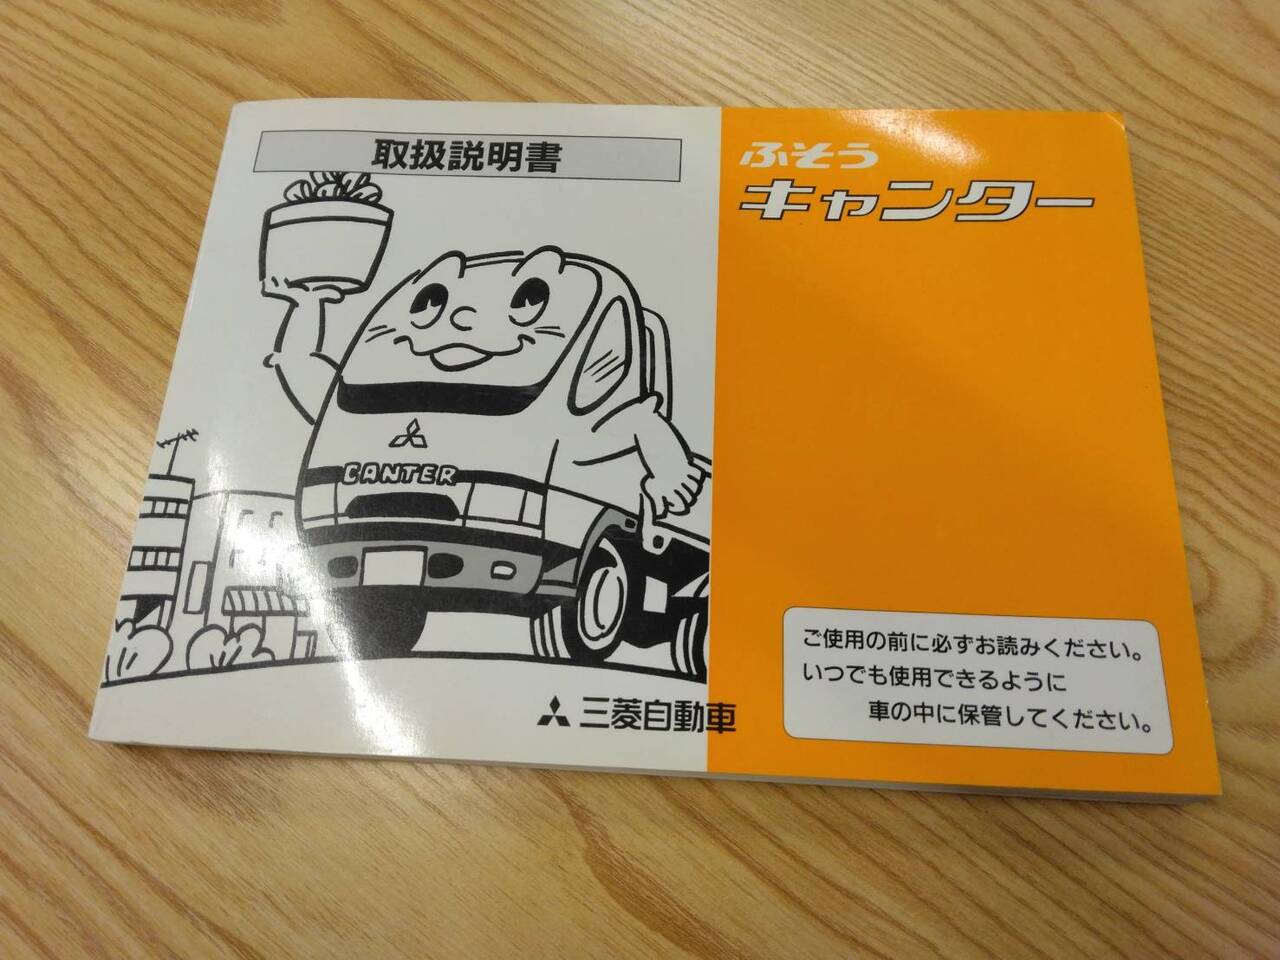 取扱説明書
ふそう
キャンター
CANTER
三菱自動車
ご使用の前に必ずお読みください。
いつでも使用できるように
車の中に保管してください。